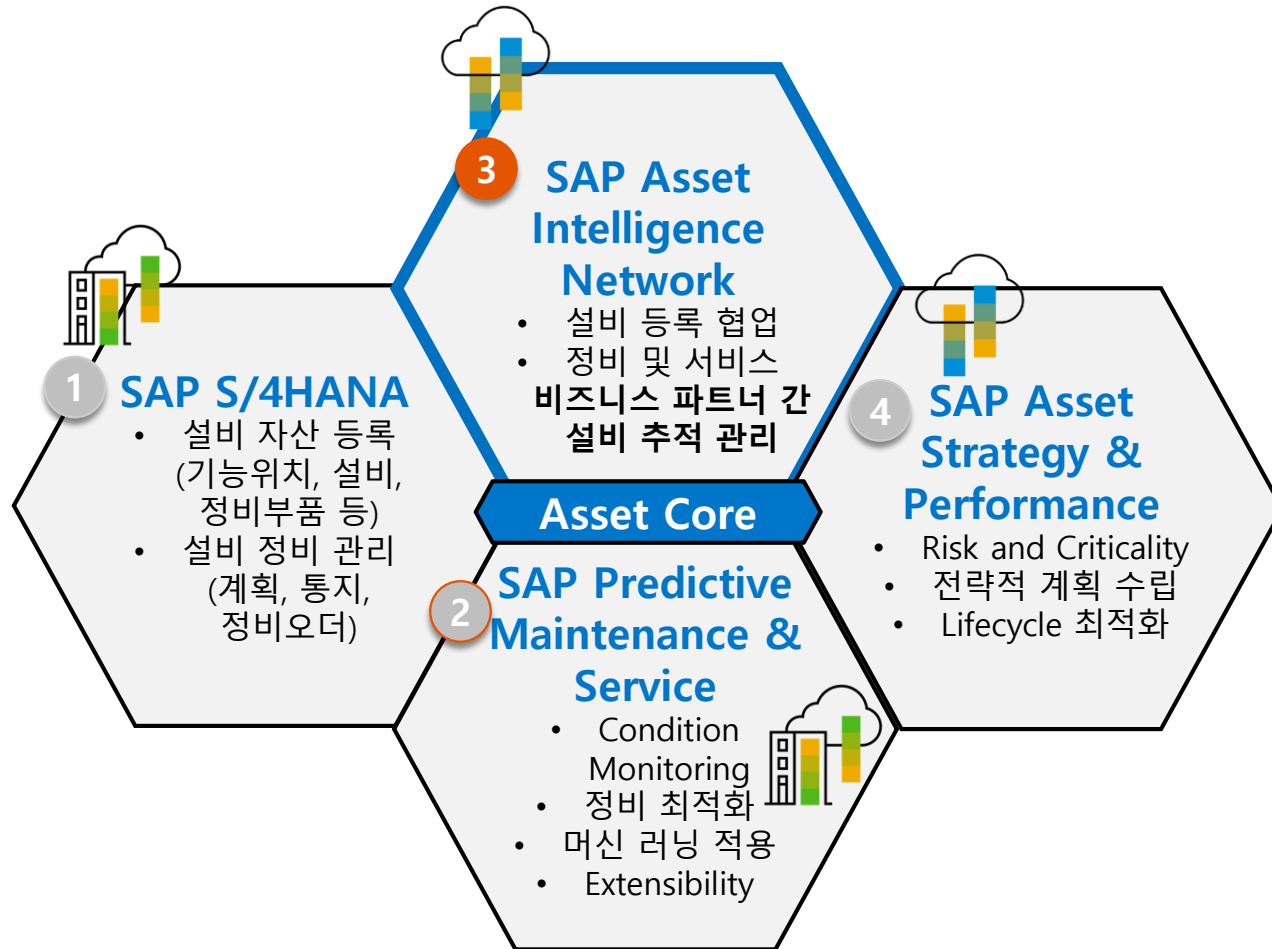 3
SAP Asset
Intelligence
Network
• 설비 등록 협업
• 정비 및 서비스
비즈니스 파트너 간
설비 추적 관리
1
SAP S/4HANA
• 설비 자산 등록
(기능위치, 설비,
정비부품 등)
• 설비 정비 관리
(계획, 통지,
정비오더)
4
SAP Asset
Strategy &
Performance
• Risk and Criticality
• 전략적 계획 수립
• Lifecycle 최적화
Asset Core
2
SAP Predictive
Maintenance &
Service
• Condition
Monitoring
• 정비 최적화
• 머신 러닝 적용
• Extensibility